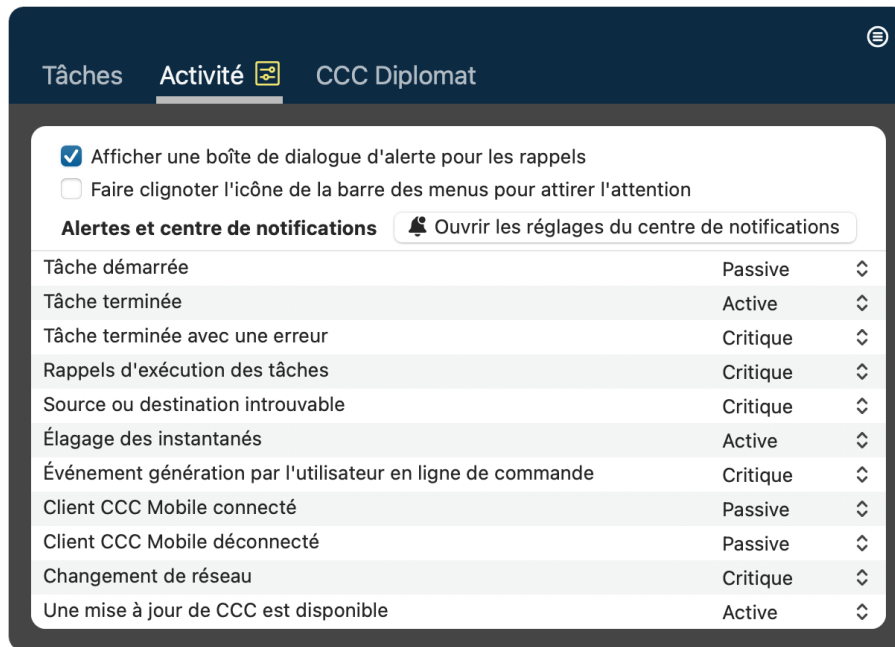 Tâches Activité CCC Diplomat
Afficher une boîte de dialogue d'alerte pour les rappels
Faire clignoter l'icône de la barre des menus pour attirer l'attention
Alertes et centre de notifications Ouvrir les réglages du centre de notifications
Tâche démarrée Passive
Tâche terminée Active
Tâche terminée avec une erreur Critique
Rappels d'exécution des tâches Critique
Source ou destination introuvable Critique
Élagage des instantanés Active
Événement génération par l'utilisateur en ligne de commande Critique
Client CCC Mobile connecté Passive
Client CCC Mobile déconnecté Passive
Changement de réseau Critique
Une mise à jour de CCC est disponible Active